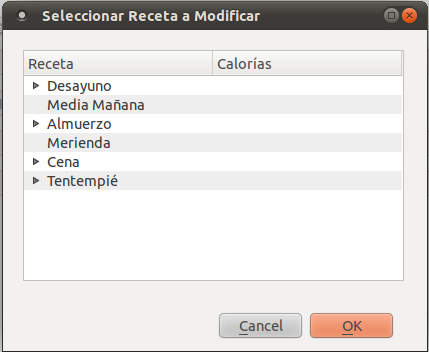 Seleccionar Receta a Modificar
Receta Calorías
Desayuno
Media Mañana
Almuerzo
Merienda
Cena
Tentempié
Cancel OK